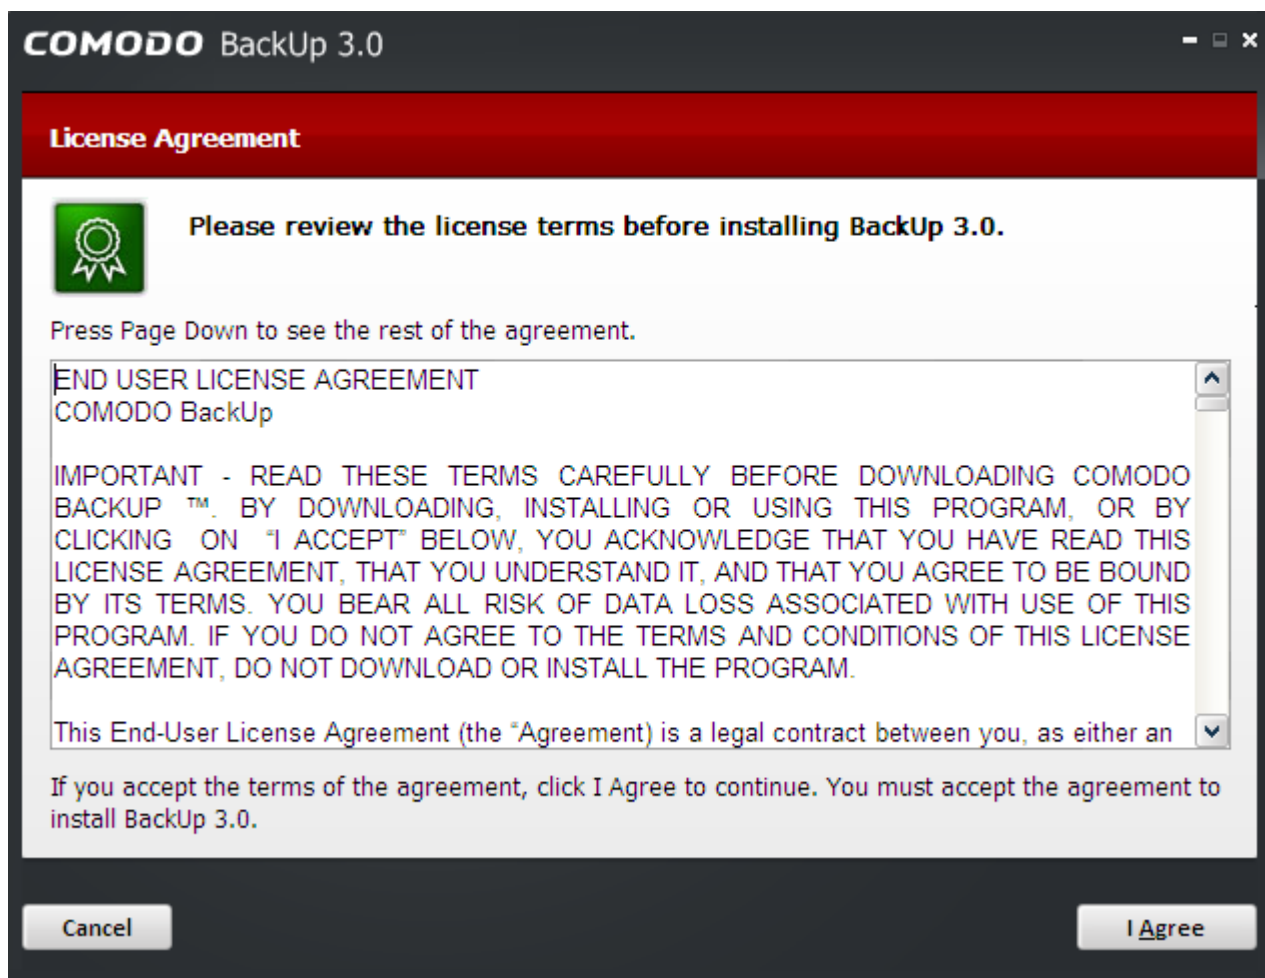 COMODO BackUp 3.0
License Agreement
Please review the license terms before installing BackUp 3.0.
Press Page Down to see the rest of the agreement.
END USER LICENSE AGREEMENT
COMODO BackUp
IMPORTANT - READ THESE TERMS CAREFULLY BEFORE DOWNLOADING COMODO
BACKUP ™. BY DOWNLOADING, INSTALLING OR USING THIS PROGRAM, OR BY
CLICKING ON “I ACCEPT” BELOW, YOU ACKNOWLEDGE THAT YOU HAVE READ THIS
LICENSE AGREEMENT, THAT YOU UNDERSTAND IT, AND THAT YOU AGREE TO BE BOUND
BY ITS TERMS. YOU BEAR ALL RISK OF DATA LOSS ASSOCIATED WITH USE OF THIS
PROGRAM. IF YOU DO NOT AGREE TO THE TERMS AND CONDITIONS OF THIS LICENSE
AGREEMENT, DO NOT DOWNLOAD OR INSTALL THE PROGRAM.
This End-User License Agreement (the “Agreement) is a legal contract between you, as either an
If you accept the terms of the agreement, click I Agree to continue. You must accept the agreement to
install BackUp 3.0.
Cancel
I Agree